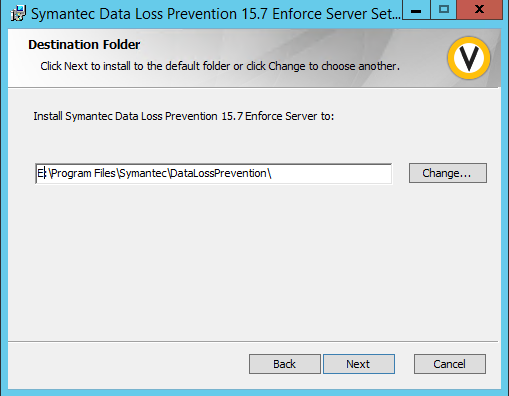 Symantec Data Loss Prevention 15.7 Enforce Server Set...
Destination Folder
Click Next to install to the default folder or click Change to choose another.
Install Symantec Data Loss Prevention 15.7 Enforce Server to:
E:\Program Files\Symantec\DataLossPrevention\
Change...
Back
Next
Cancel